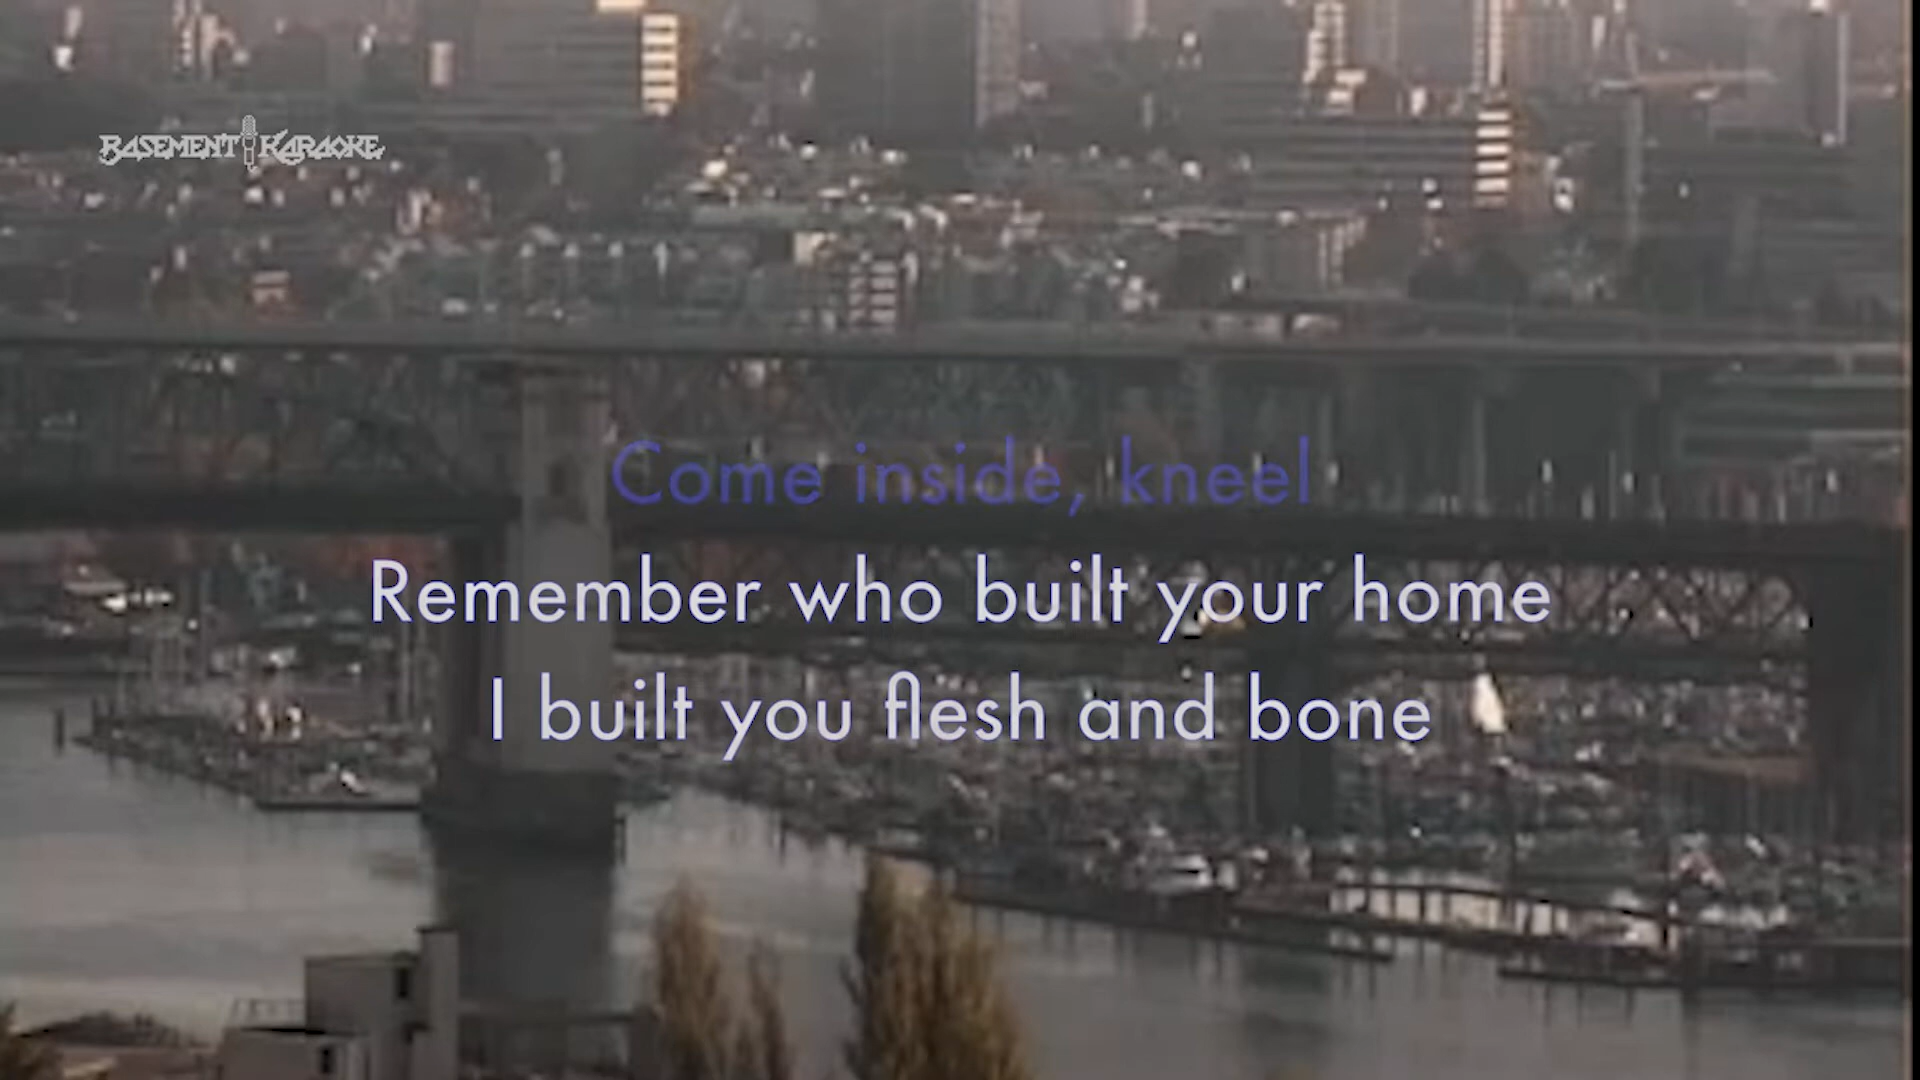 BASEMENT KARAOKE
Come inside, kneel
Remember who built your home
I built you flesh and bone